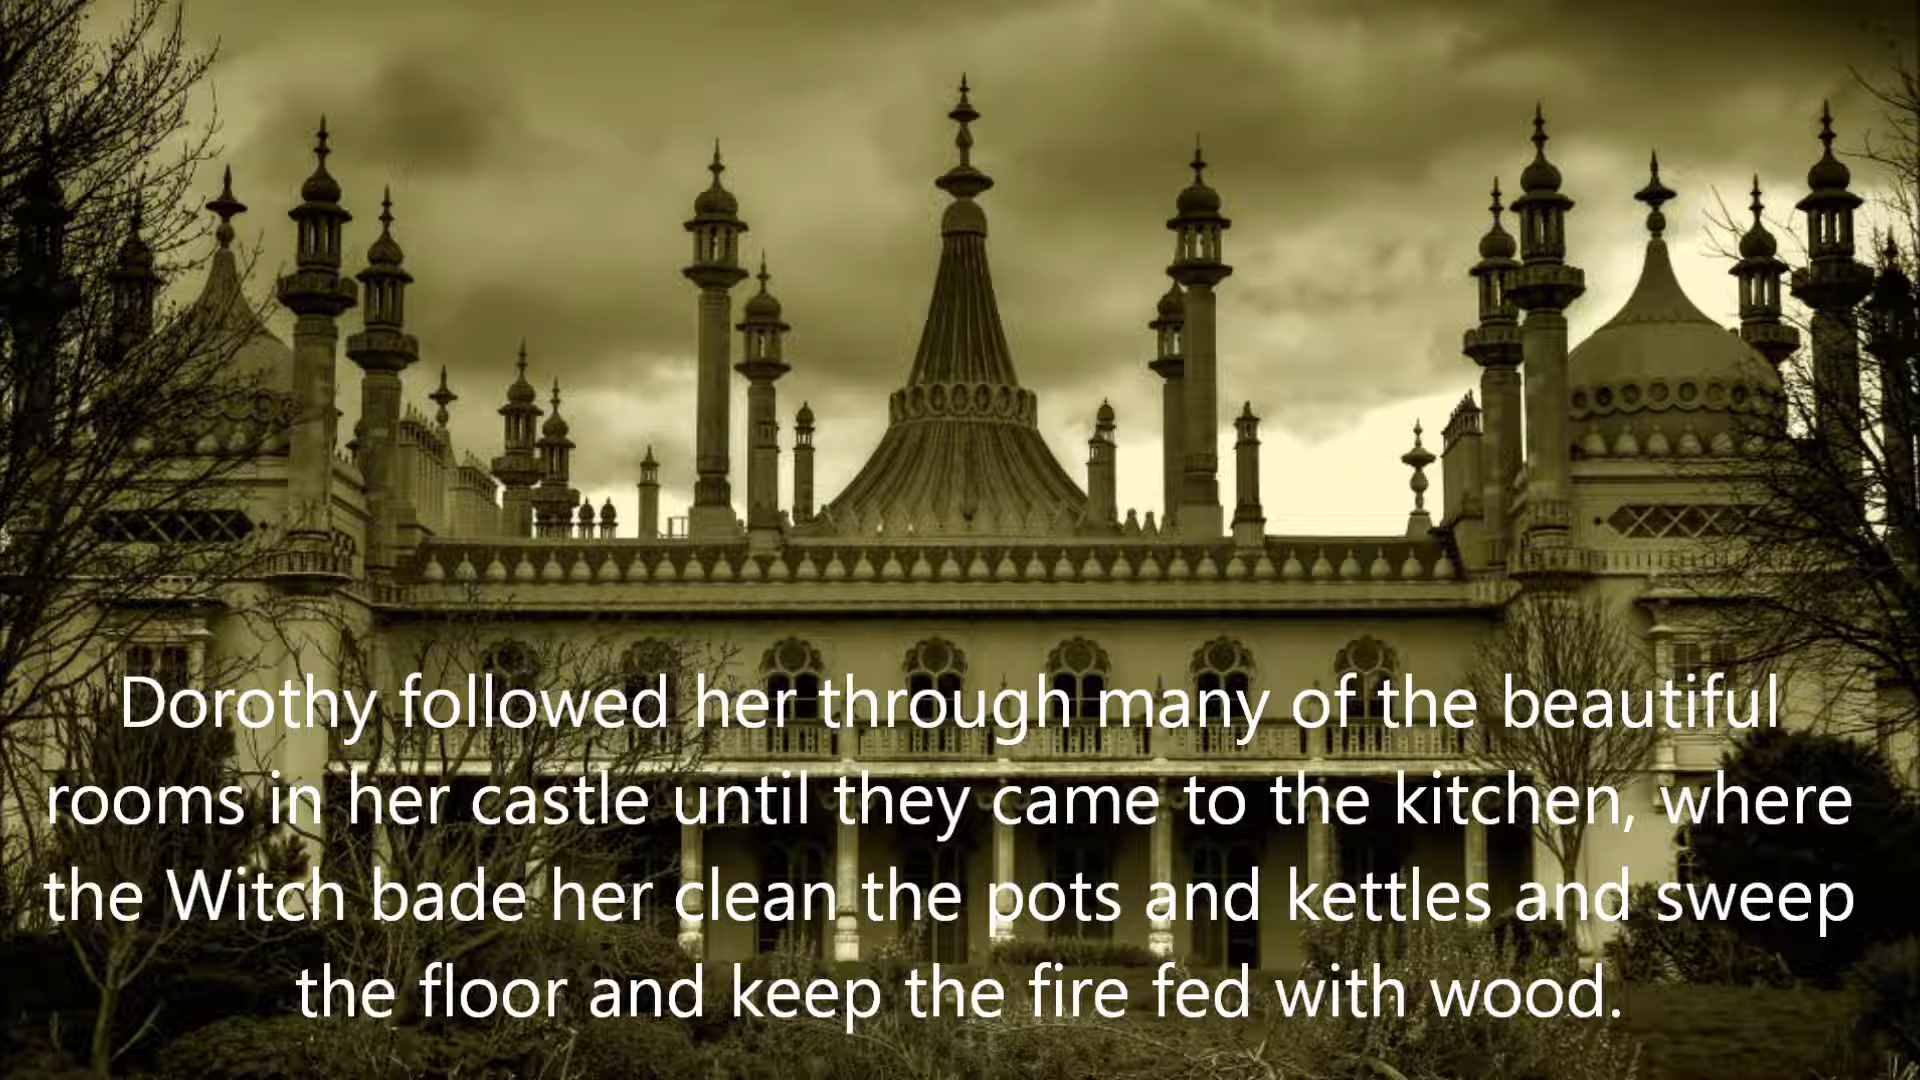 Dorothy followed her through many of the beautiful
rooms in her castle until they came to the kitchen, where
the Witch bade her clean the pots and kettles and sweep
the floor and keep the fire fed with wood.